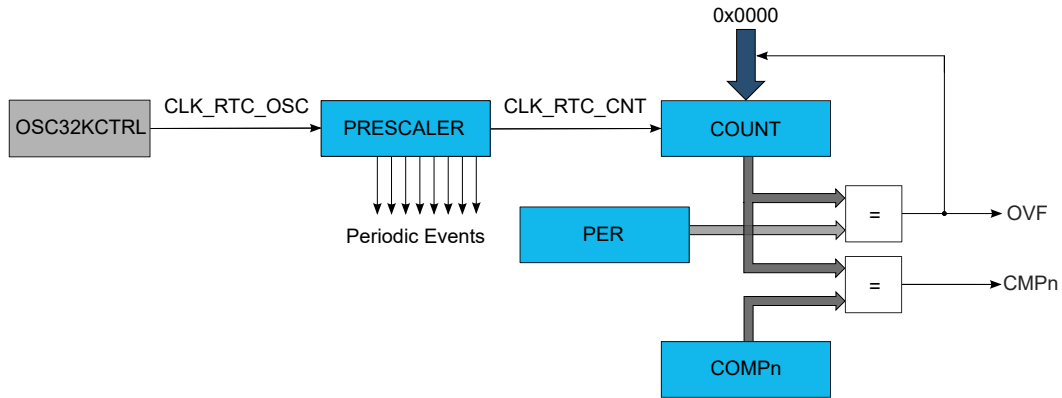 0x0000
CLK_RTC_OSC
CLK_RTC_CNT
OSC32KCTRL
PRESCALER
COUNT
Periodic Events
PER
=
OVF
=
CMPn
COMPn